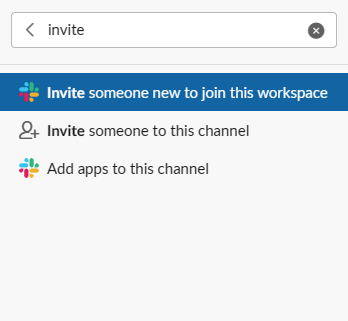 invite
Invite someone new to join this workspace
Invite someone to this channel
Add apps to this channel